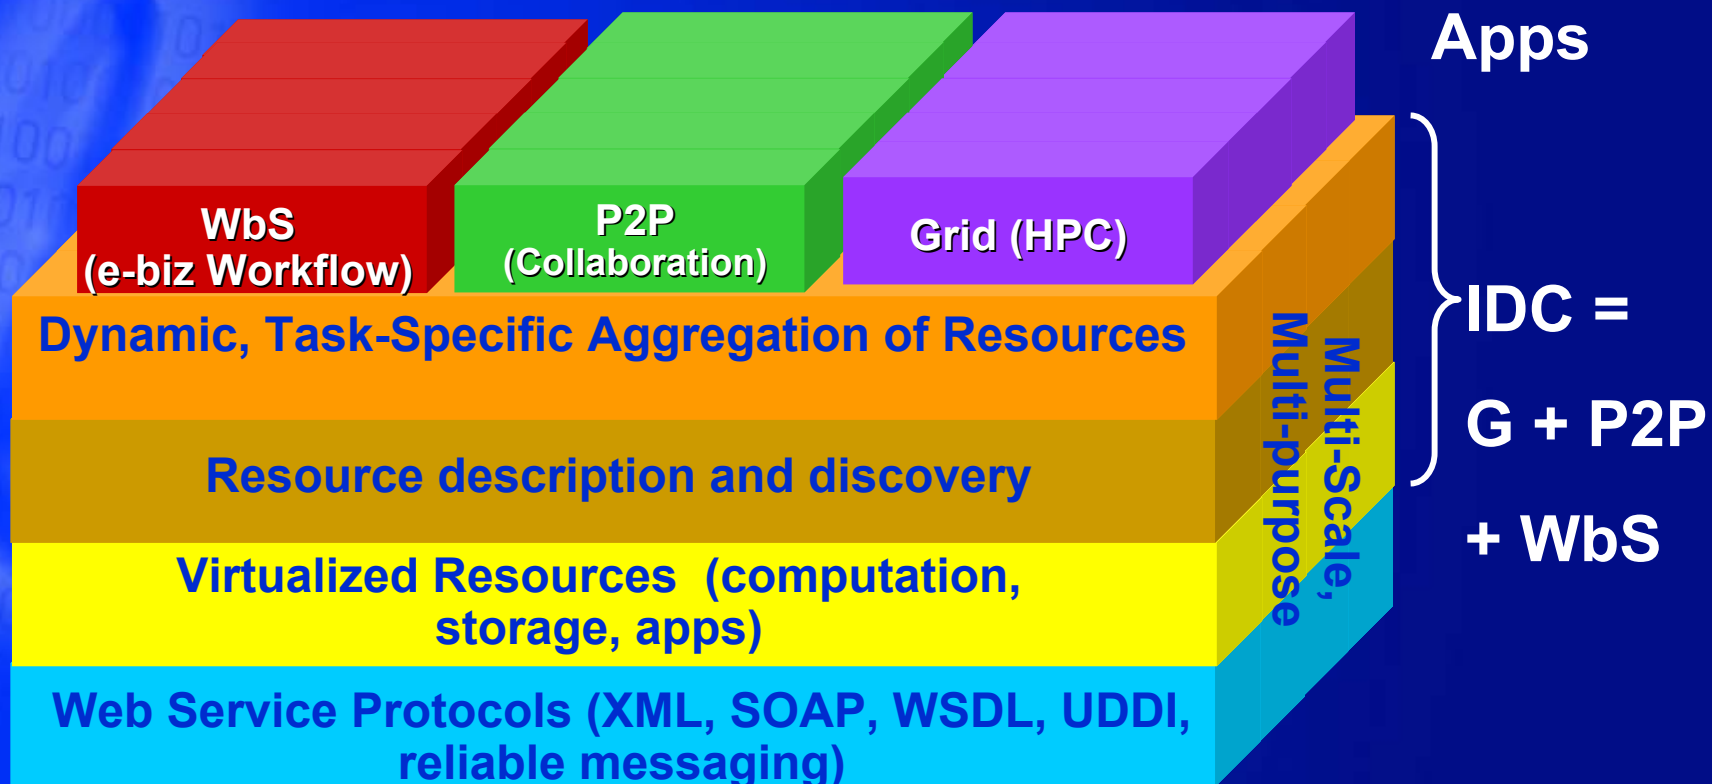 Apps
WbS
(e-biz Workflow)
P2P
(Collaboration)
Grid (HPC)
Dynamic, Task-Specific Aggregation of Resources
Resource description and discovery
Virtualized Resources (computation,
storage, apps)
Web Service Protocols (XML, SOAP, WSDL, UDDI,
reliable messaging)
Multi-Scale,
Multi-purpose
IDC =
G + P2P
+ WbS